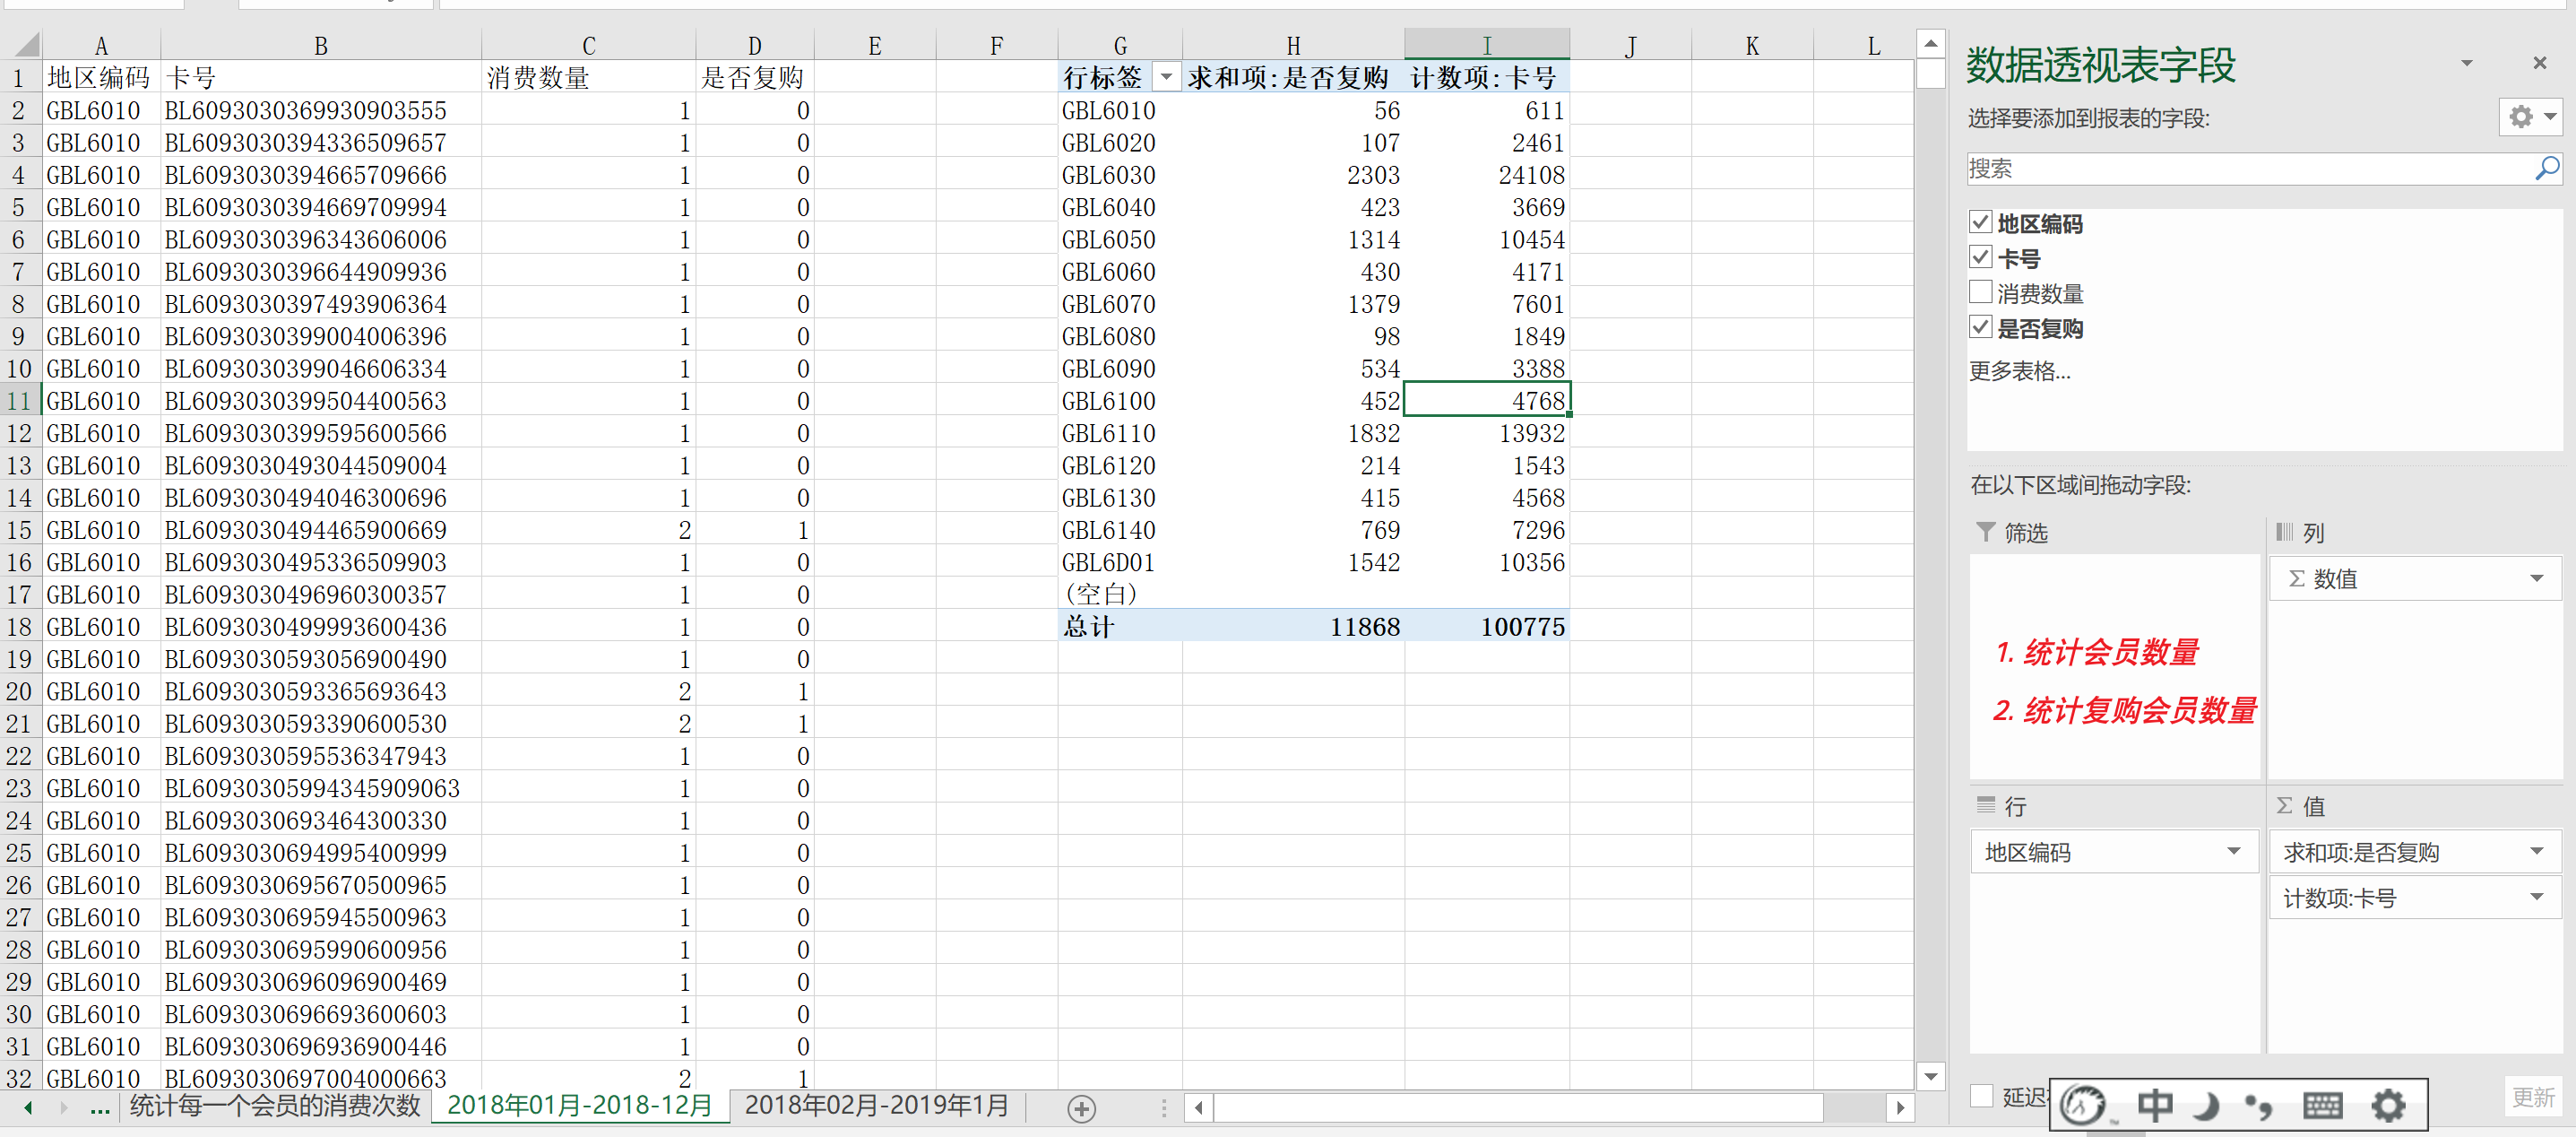 A B C D E F G H I J K L
1 地区编码 卡号 消费数量 是否复购 行标签 求和项:是否复购 计数项:卡号
2 GBL6010 BL6093030369930903555 1 0 GBL6010 56 611
3 GBL6010 BL6093030394336509657 1 0 GBL6020 107 2461
4 GBL6010 BL6093030394665709666 1 0 GBL6030 2303 24108
5 GBL6010 BL6093030394669709994 1 0 GBL6040 423 3669
6 GBL6010 BL6093030396343606006 1 0 GBL6050 1314 10454
7 GBL6010 BL6093030396644909936 1 0 GBL6060 430 4171
8 GBL6010 BL6093030397493906364 1 0 GBL6070 1379 7601
9 GBL6010 BL6093030399004006396 1 0 GBL6080 98 1849
10 GBL6010 BL6093030399046606334 1 0 GBL6090 534 3388
11 GBL6010 BL6093030399504400563 1 0 GBL6100 452 4768
12 GBL6010 BL6093030399595600566 1 0 GBL6110 1832 13932
13 GBL6010 BL6093030493044509004 1 0 GBL6120 214 1543
14 GBL6010 BL6093030494046300696 1 0 GBL6130 415 4568
15 GBL6010 BL6093030494465900669 2 1 GBL6140 769 7296
16 GBL6010 BL6093030495336509903 1 0 GBL6D01 1542 10356
17 GBL6010 BL6093030496960300357 1 0 (空白)
18 GBL6010 BL6093030499993600436 1 0 总计 11868 100775
19 GBL6010 BL6093030593056900490 1 0
20 GBL6010 BL6093030593365693643 2 1
21 GBL6010 BL6093030593390600530 2 1
22 GBL6010 BL6093030595536347943 1 0
23 GBL6010 BL60930305994345909063 1 0
24 GBL6010 BL6093030693464300330 1 0
25 GBL6010 BL6093030694995400999 1 0
26 GBL6010 BL6093030695670500965 1 0
27 GBL6010 BL6093030695945500963 1 0
28 GBL6010 BL6093030695990600956 1 0
29 GBL6010 BL6093030696096900469 1 0
30 GBL6010 BL6093030696693600603 1 0
31 GBL6010 BL6093030696936900446 1 0
32 GBL6010 BL6093030697004000663 2 1
... 统计每一个会员的消费次数 2018年01月-2018-12月 2018年02月-2019年1月
数据透视表字段
选择要添加到报表的字段:
搜索
地区编码
卡号
消费数量
是否复购
更多表格...
在以下区域间拖动字段:
筛选 列
Σ 数值
1. 统计会员数量
2. 统计复购会员数量
行 Σ 值
地区编码 求和项:是否复购
计数项:卡号
延迟 更新
中